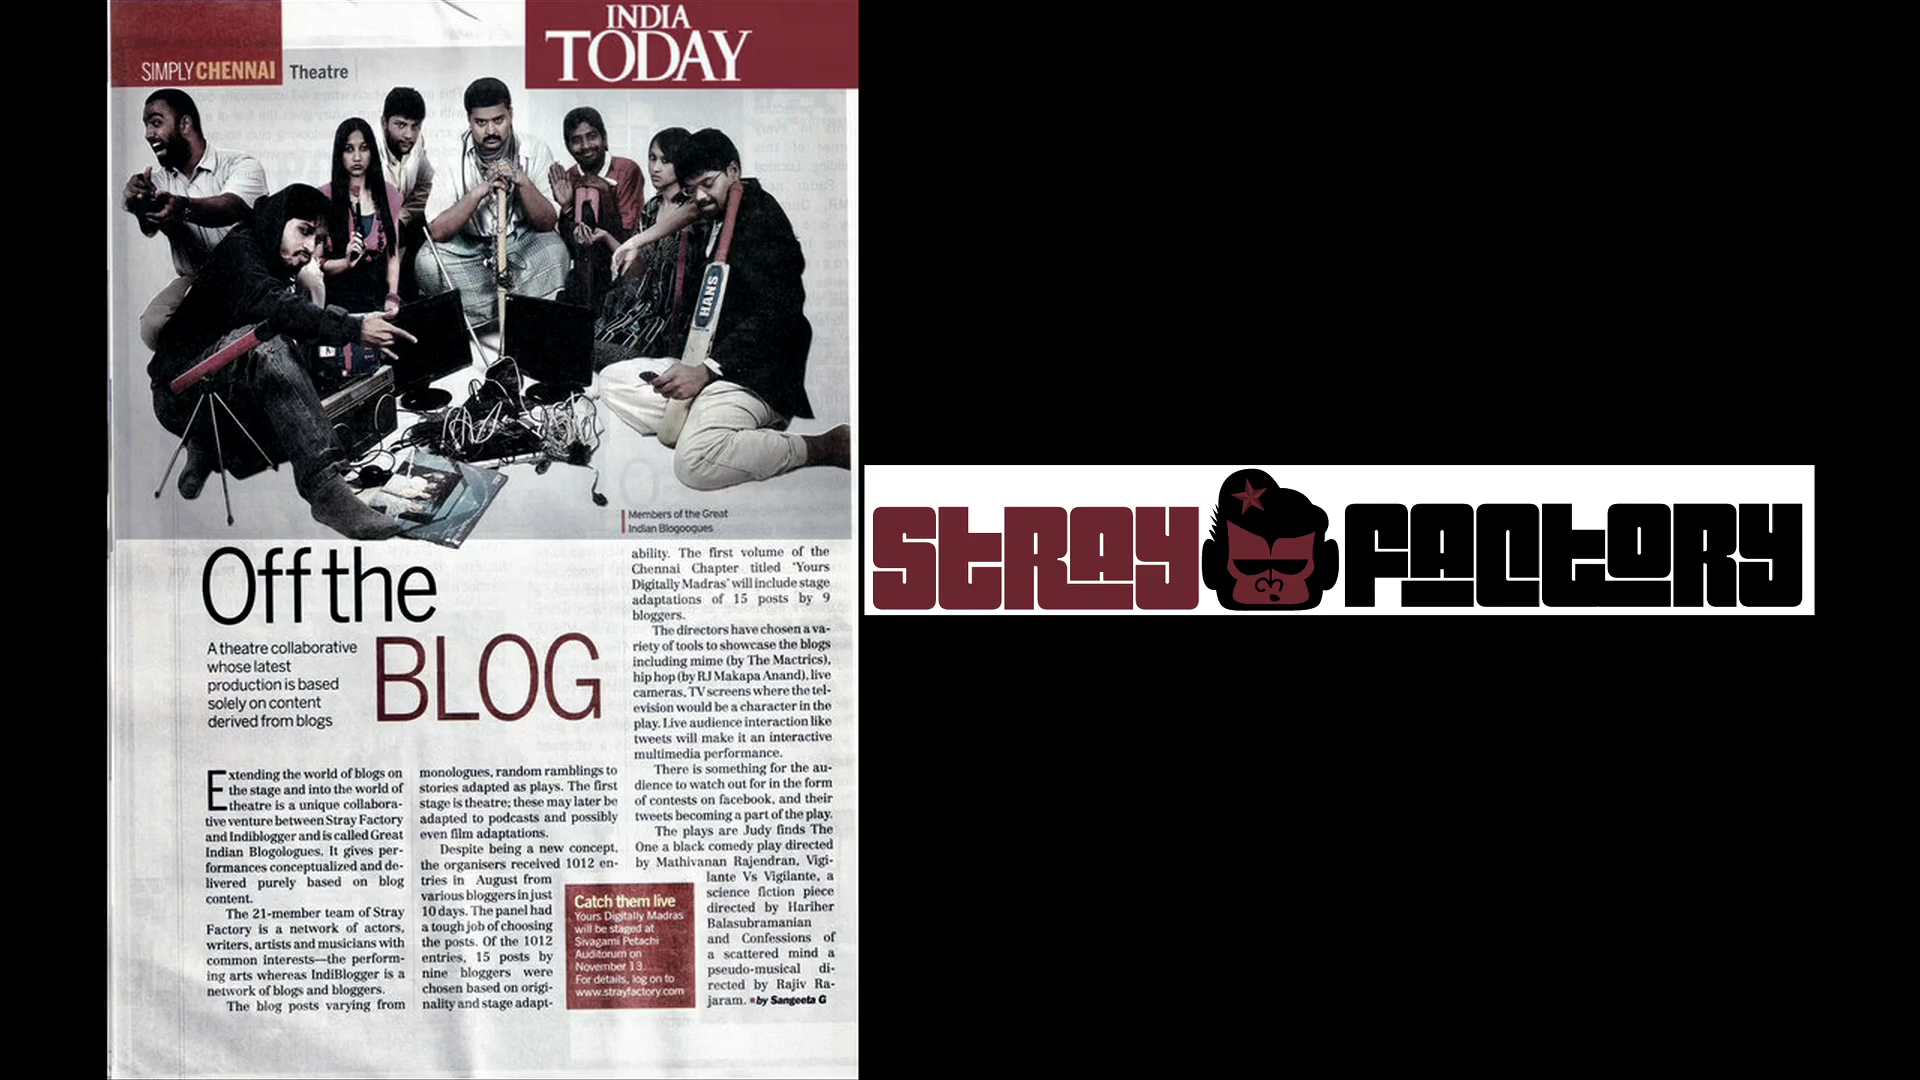 INDIA
TODAY
SIMPLY CHENNAI Theatre
HANS
Members of the Great
Indian Blogoogues
Off the
BLOG
A theatre collaborative
whose latest
production is based
solely on content
derived from blogs
Extending the world of blogs on
the stage and into the world of
theatre is a unique collabora-
tive venture between Stray Factory
and Indiblogger and is called Great
Indian Blogologues. It gives per-
formances conceptualized and de-
livered purely based on blog
content.
The 21-member team of Stray
Factory is a network of actors,
writers, artists and musicians with
common interests—the perform-
ing arts whereas IndiBlogger is a
network of blogs and bloggers.
The blog posts varying from
monologues, random ramblings to
stories adapted as plays. The first
stage is theatre; these may later be
adapted to podcasts and possibly
even film adaptations.
Despite being a new concept,
the organisers received 1012 en-
tries in August from
various bloggers in just
10 days. The panel had
a tough job of choosing
the posts. Of the 1012
entries, 15 posts by
nine bloggers were
chosen based on origi-
nality and stage adapt-
ability. The first volume of the
Chennai Chapter titled 'Yours
Digitally Madras' will include stage
adaptations of 15 posts by 9
bloggers.
The directors have chosen a va-
riety of tools to showcase the blogs
including mime (by The Mactrics),
hip hop (by RJ Makapa Anand), live
cameras, TV screens where the tel-
evision would be a character in the
play. Live audience interaction like
tweets will make it an interactive
multimedia performance.
There is something for the au-
dience to watch out for in the form
of contests on facebook, and their
tweets becoming a part of the play.
The plays are Judy finds The
One a black comedy play directed
by Mathivanan Rajendran, Vigi-
lante Vs Vigilante, a
science fiction piece
directed by Hariher
Balasubramanian
and Confessions of
a scattered mind a
pseudo-musical di-
rected by Rajiv Ra-
jaram. ■ by Sangeeta G
Catch them live
Yours Digitally Madras
will be staged at
Sivagami Petachi
Auditorum on
November 13.
For details, log on to
www.strayfactory.com
STRAY FACTORY